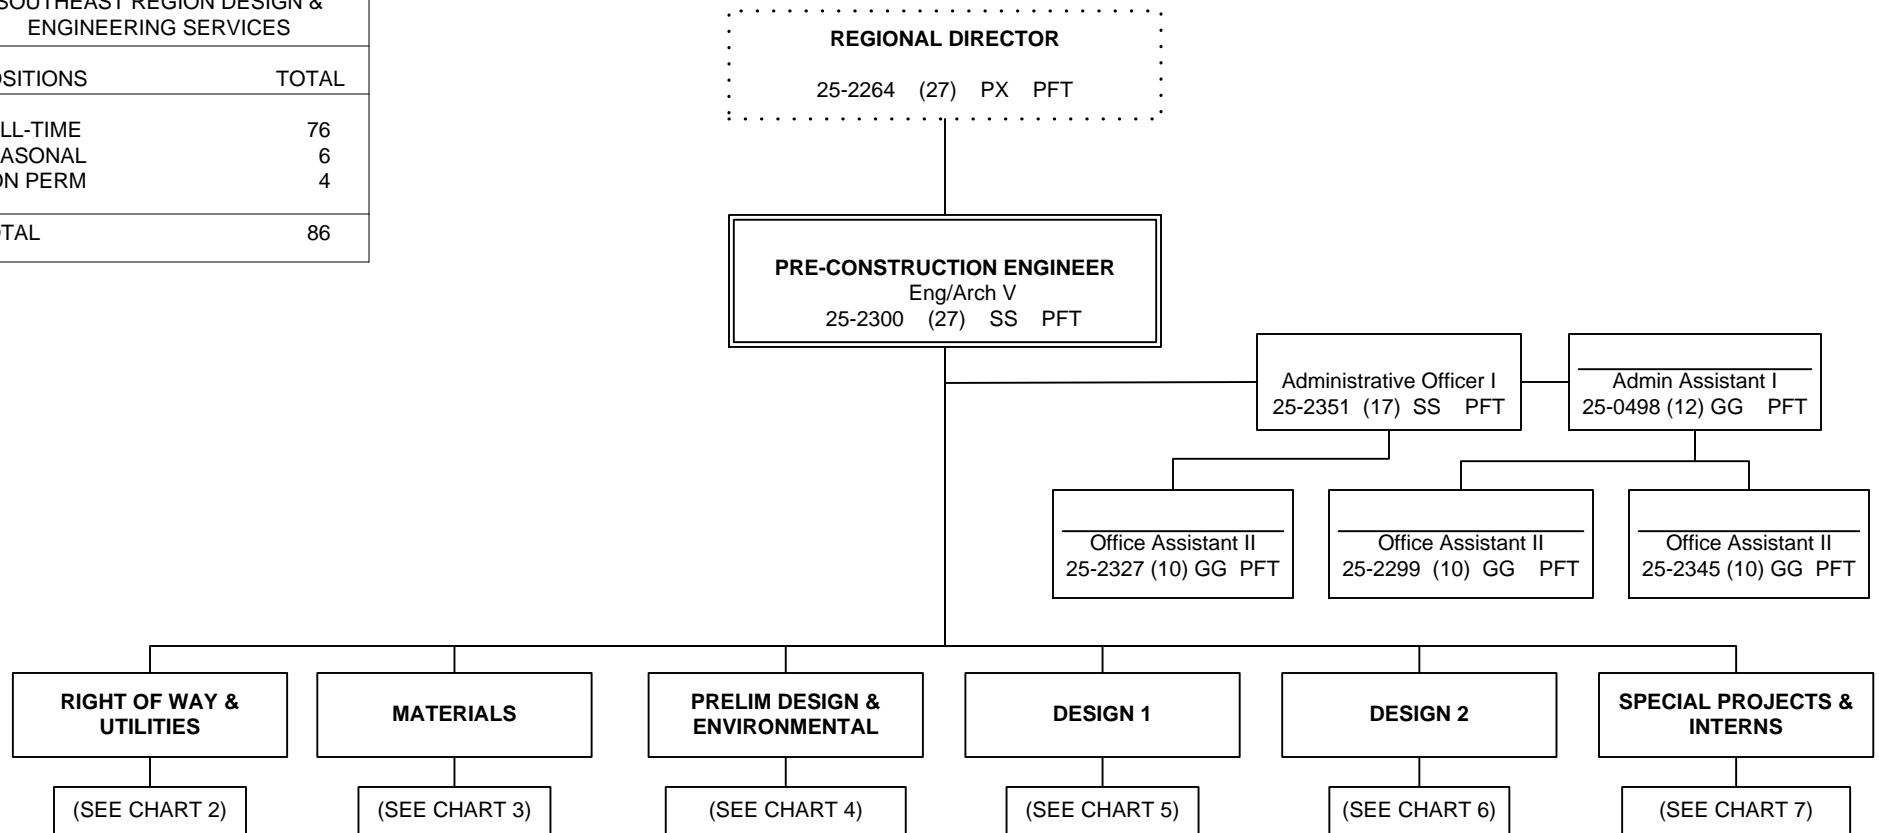 SOUTHEAST REGION DESIGN &
ENGINEERING SERVICES
TOTAL
76
6
4
86
REGIONAL DIRECTOR
25-2264 (27) PX PFT
PRE-CONSTRUCTION ENGINEER
Eng/Arch V
25-2300 (27) SS PFT
Administrative Officer I
25-2351 (17) SS PFT
Admin Assistant I
25-0498 (12) GG PFT
Office Assistant II
25-2327 (10) GG PFT
Office Assistant II
25-2299 (10) GG PFT
Office Assistant II
25-2345 (10) GG PFT
RIGHT OF WAY &
UTILITIES
MATERIALS
PRELIM DESIGN &
ENVIRONMENTAL
DESIGN 1
DESIGN 2
SPECIAL PROJECTS &
INTERNS
(SEE CHART 2)
(SEE CHART 3)
(SEE CHART 4)
(SEE CHART 5)
(SEE CHART 6)
(SEE CHART 7)